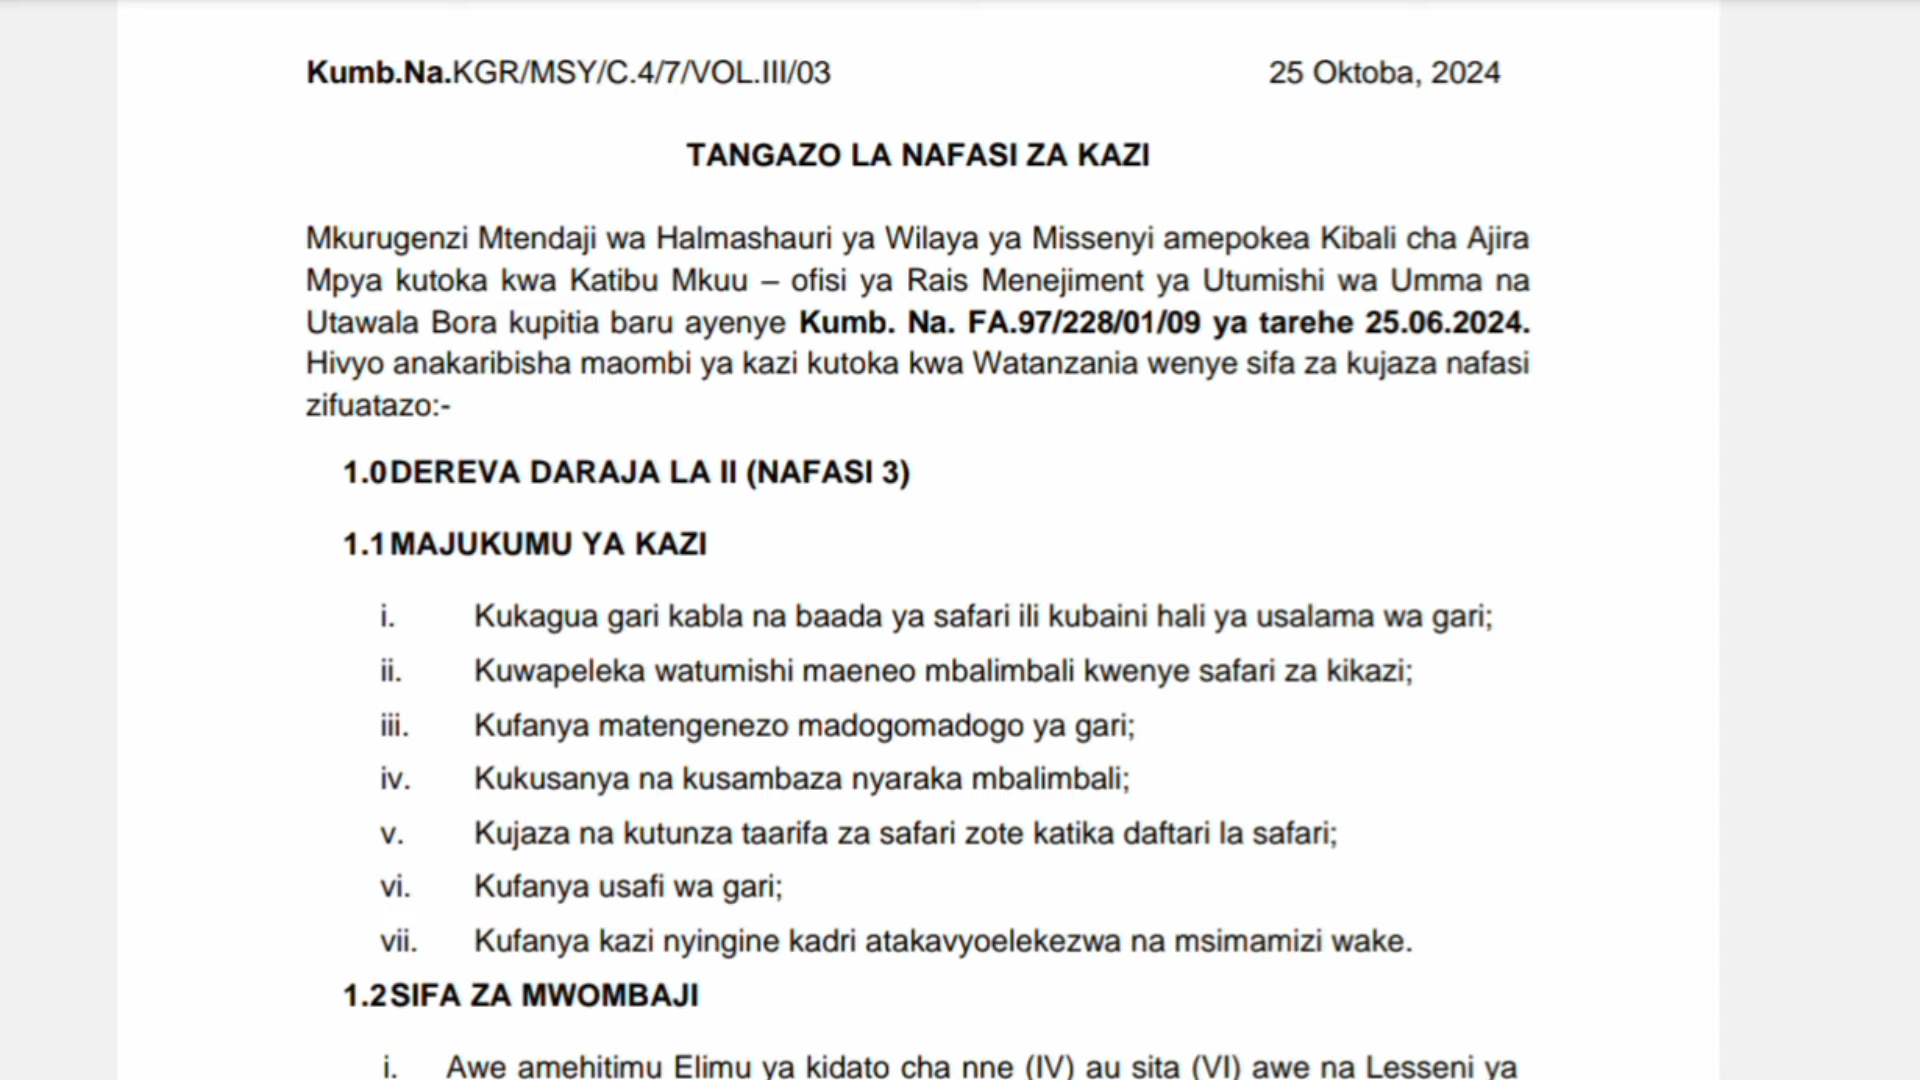 Kumb.Na.KGR/MSY/C.4/7/VOL.III/03 25 Oktoba, 2024
TANGAZO LA NAFASI ZA KAZI
Mkurugenzi Mtendaji wa Halmashauri ya Wilaya ya Missenyi amepokea Kibali cha Ajira
Mpya kutoka kwa Katibu Mkuu – ofisi ya Rais Menejiment ya Utumishi wa Umma na
Utawala Bora kupitia baru ayenye Kumb. Na. FA.97/228/01/09 ya tarehe 25.06.2024.
Hivyo anakaribisha maombi ya kazi kutoka kwa Watanzania wenye sifa za kujaza nafasi
zifuatazo:-
1.0 DEREVA DARAJA LA II (NAFASI 3)
1.1 MAJUKUMU YA KAZI
i. Kukagua gari kabla na baada ya safari ili kubaini hali ya usalama wa gari;
ii. Kuwapeleka watumishi maeneo mbalimbali kwenye safari za kikazi;
iii. Kufanya matengenezo madogomadogo ya gari;
iv. Kukusanya na kusambaza nyaraka mbalimbali;
v. Kujaza na kutunza taarifa za safari zote katika daftari la safari;
vi. Kufanya usafi wa gari;
vii. Kufanya kazi nyingine kadri atakavyoelekezwa na msimamizi wake.
1.2 SIFA ZA MWOMBAJI
i. Awe amehitimu Elimu ya kidato cha nne (IV) au sita (VI) awe na Lesseni ya